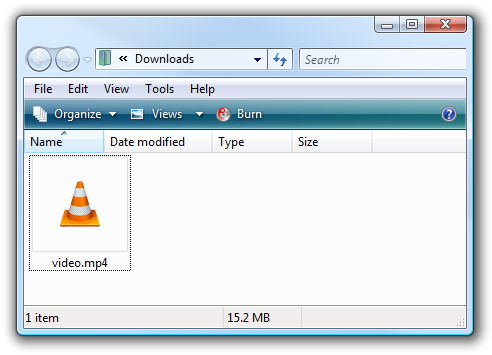 « Downloads Search
File Edit View Tools Help
Organize Views Burn ?
Name Date modified Type Size
video.mp4
1 item 15.2 MB